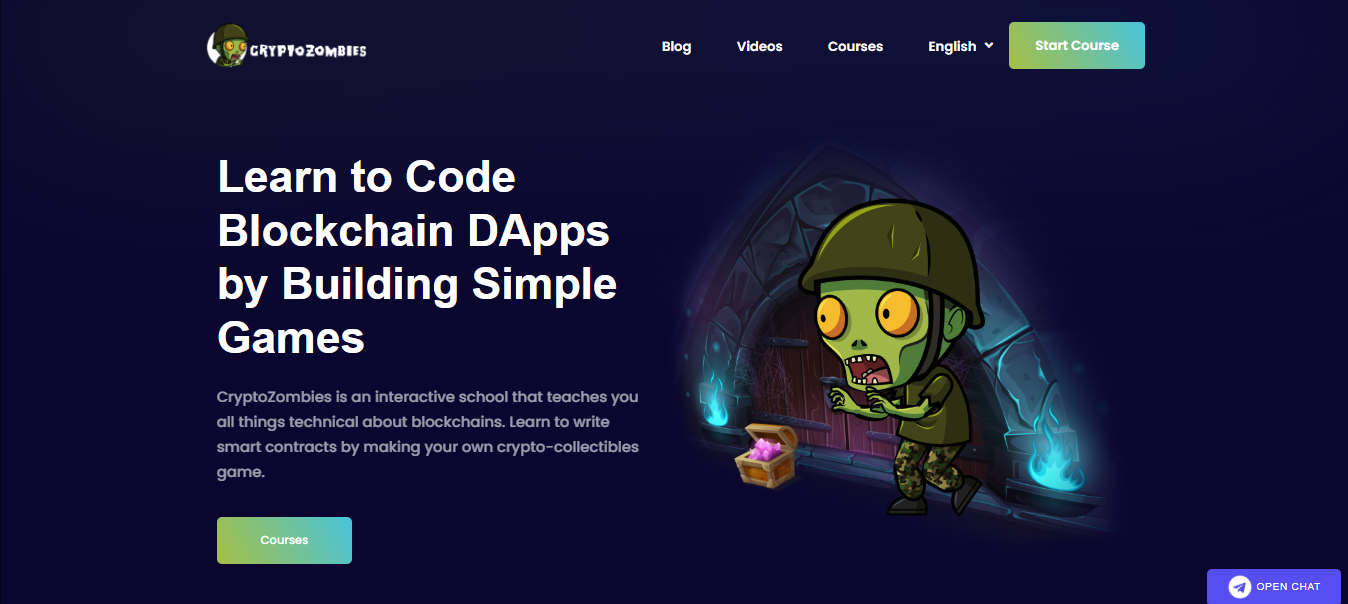 CRYPTOZOMBIES
Blog
Videos
Courses
English
Start Course
Learn to Code
Blockchain DApps
by Building Simple
Games
CryptoZombies is an interactive school that teaches you
all things technical about blockchains. Learn to write
smart contracts by making your own crypto-collectibles
game.
Courses
OPEN CHAT